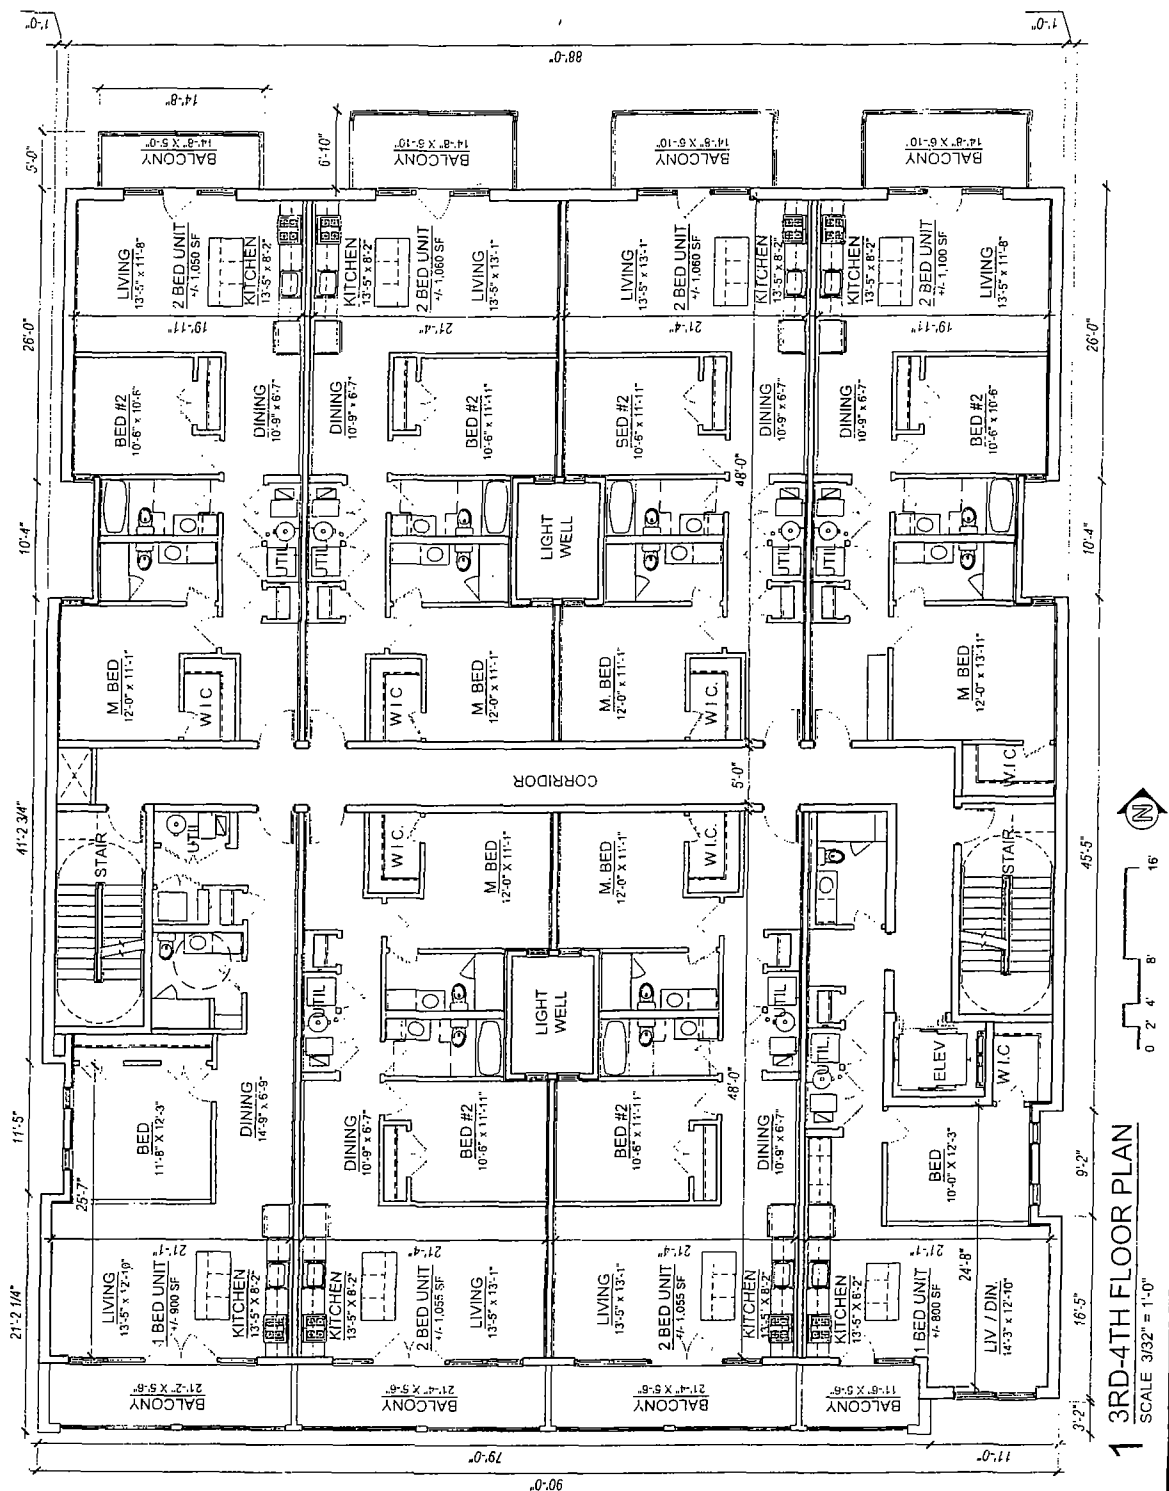 1'-0"
88'-0"
1'-0"
14'-8"
5'-0"
6'-10"
BALCONY
14'-8" X 5'-0"
BALCONY
14'-8" X 6'-10"
BALCONY
14'-8" X 6'-10"
BALCONY
14'-8" X 6'-10"
LIVING
13'-5" x 11'-8"
2 BED UNIT
+/- 1,050 SF
KITCHEN
13'-5" x 8'-2"
KITCHEN
13'-5" x 8'-2"
2 BED UNIT
+/- 1,060 SF
LIVING
13'-5" x 13'-1"
LIVING
13'-5" x 13'-1"
2 BED UNIT
+/- 1,060 SF
KITCHEN
13'-5" x 8'-2"
KITCHEN
13'-5" x 8'-2"
2 BED UNIT
+/- 1,100 SF
LIVING
13'-5" x 11'-8"
26'-0"
19'-11"
21'-4"
21'-4"
19'-11"
26'-0"
BED #2
10'-6" x 10'-6"
DINING
10'-9" x 6'-7"
DINING
10'-9" x 6'-7"
BED #2
10'-6" x 11'-11"
BED #2
10'-6" x 11'-11"
DINING
10'-9" x 6'-7"
DINING
10'-9" x 6'-7"
BED #2
10'-6" x 10'-6"
48'-0"
10'-4"
UTIL
UTIL
LIGHT
WELL
UTIL
UTIL
10'-4"
M. BED
12'-0" x 11'-1"
W.I.C
W.I.C
M. BED
12'-0" x 11'-1"
M. BED
12'-0" x 11'-1"
W.I.C.
M. BED
12'-0" x 13'-11"
W.I.C.
CORRIDOR
5'-0"
41'-2 3/4"
STAIR
UTIL
W.I.C.
M. BED
12'-0" x 11'-1"
M. BED
12'-0" x 11'-1"
W.I.C.
STAIR
45'-5"
UTIL
LIGHT
WELL
UTIL
UTIL
ELEV
W.I.C
11'-6"
BED
11'-8" X 12'-3"
DINING
14'-9" x 6'-9"
DINING
10'-9" x 6'-7"
BED #2
10'-6" x 11'-11"
BED #2
10'-6" x 11'-11"
DINING
10'-9" x 6'-7"
48'-0"
BED
10'-0" X 12'-3"
9'-2"
25'-7"
21'-1"
21'-4"
21'-4"
21'-1"
24'-8"
21'-2 1/4"
LIVING
13'-5" x 12'-10"
1 BED UNIT
+/- 900 SF
KITCHEN
13'-5" X 8'-2"
KITCHEN
13'-5" X 8'-2"
2 BED UNIT
+/- 1,055 SF
LIVING
13'-5" x 13'-1"
LIVING
13'-5" x 13'-1"
2 BED UNIT
+/- 1,055 SF
KITCHEN
13'-5" X 8'-2"
KITCHEN
13'-5" X 6'-2"
1 BED UNIT
+/- 800 SF
LIV / DIN.
14'-3" x 12'-10"
16'-5"
BALCONY
21'-2" X 5'-6"
BALCONY
21'-4" X 5'-6"
BALCONY
21'-4" X 5'-6"
BALCONY
11'-6" X 5'-6"
3'-2"
79'-0"
11'-0"
90'-0"
N
0 2' 4' 8' 16'
1 3RD-4TH FLOOR PLAN
SCALE 3/32" = 1'-0"